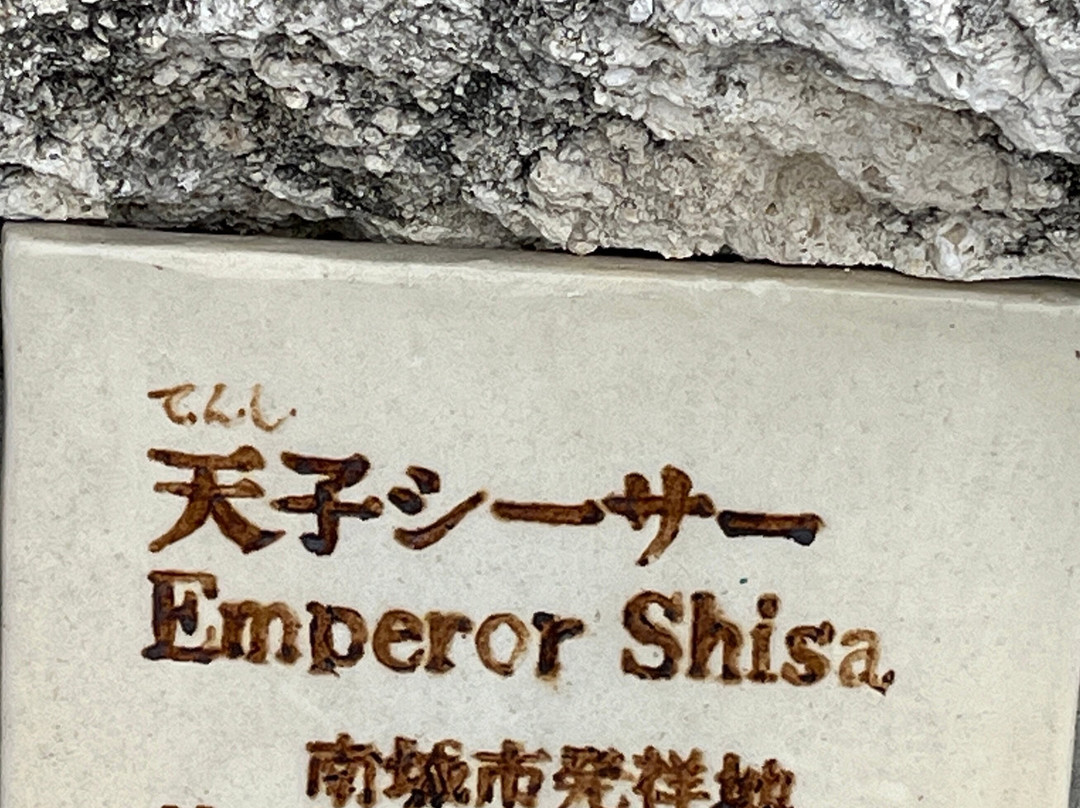 てんし
天子シーサー
Emperor Shisa
南城市発祥地